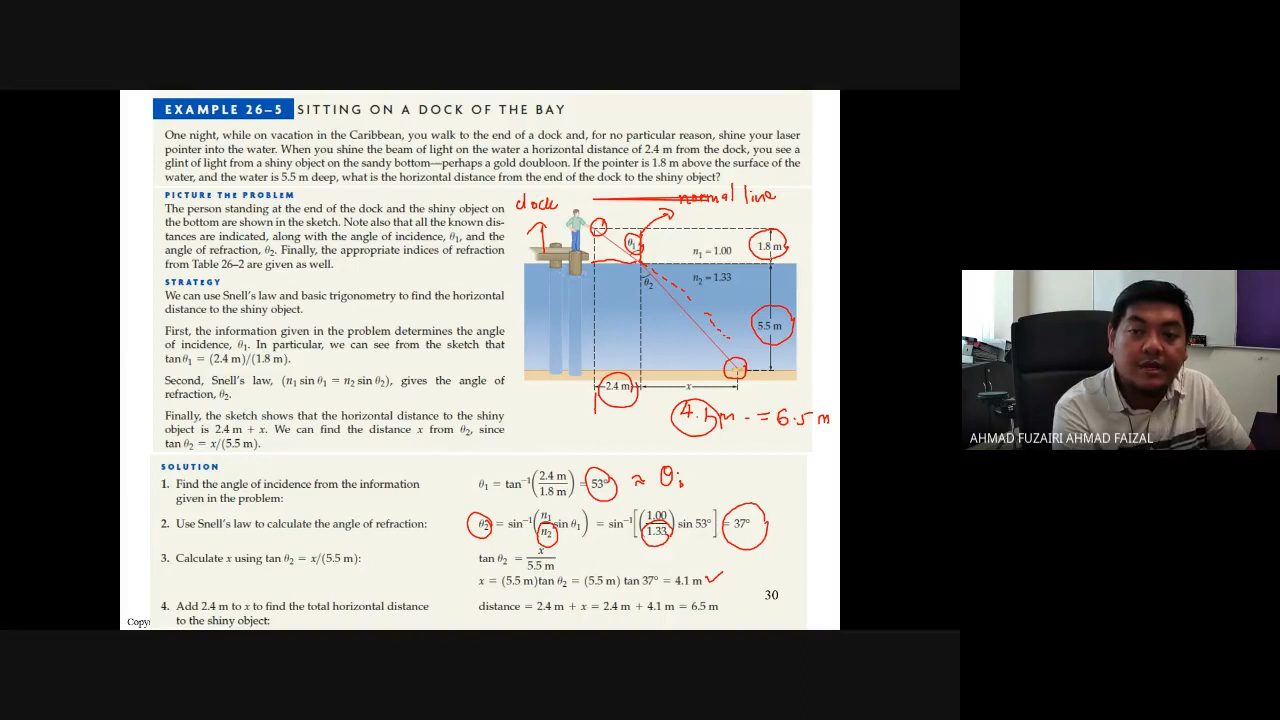 EXAMPLE 26–5 SITTING ON A DOCK OF THE BAY
One night, while on vacation in the Caribbean, you walk to the end of a dock and, for no particular reason, shine your laser
pointer into the water. When you shine the beam of light on the water a horizontal distance of 2.4 m from the dock, you see a
glint of light from a shiny object on the sandy bottom—perhaps a gold doubloon. If the pointer is 1.8 m above the surface of the
water, and the water is 5.5 m deep, what is the horizontal distance from the end of the dock to the shiny object?
PICTURE THE PROBLEM
The person standing at the end of the dock and the shiny object on
the bottom are shown in the sketch. Note also that all the known dis-
tances are indicated, along with the angle of incidence, θ₁, and the
angle of refraction, θ₂. Finally, the appropriate indices of refraction
from Table 26–2 are given as well.
STRATEGY
We can use Snell's law and basic trigonometry to find the horizontal
distance to the shiny object.
First, the information given in the problem determines the angle
of incidence, θ₁. In particular, we can see from the sketch that
tan θ₁ = (2.4 m)/(1.8 m).
Second, Snell's law, (n₁ sin θ₁ = n₂ sin θ₂), gives the angle of
refraction, θ₂.
Finally, the sketch shows that the horizontal distance to the shiny
object is 2.4 m + x. We can find the distance x from θ₂, since
tan θ₂ = x/(5.5 m).
dock
normal line
θ₁
n₁ = 1.00
1.8 m
θ₂
n₂ = 1.33
5.5 m
2.4 m
x
4.1 m = 6.5 m
SOLUTION
1. Find the angle of incidence from the information
given in the problem:
θ₁ = tan⁻¹(2.4 m/1.8 m) = 53° ≈ θi
2. Use Snell's law to calculate the angle of refraction:
θ₂ = sin⁻¹(n₁/n₂ sin θ₁) = sin⁻¹[(1.00/1.33) sin 53°] = 37°
3. Calculate x using tan θ₂ = x/(5.5 m):
tan θ₂ = x/5.5 m
x = (5.5 m)tan θ₂ = (5.5 m) tan 37° = 4.1 m ✓
30
4. Add 2.4 m to x to find the total horizontal distance
to the shiny object:
distance = 2.4 m + x = 2.4 m + 4.1 m = 6.5 m
Copy
AHMAD FUZAIRI AHMAD FAIZAL